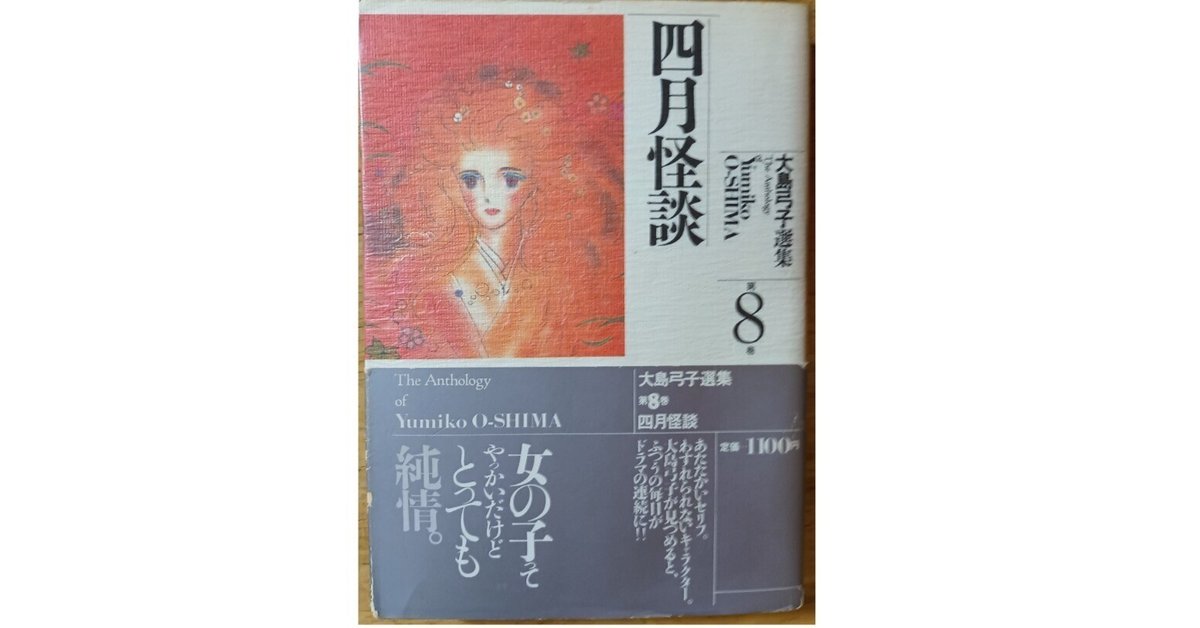 四月怪談
大島弓子選集
The Anthology
of
Yumiko
O-SHIMA
第
8
巻
The Anthology
of
Yumiko O-SHIMA
女の子って
やっかいだけど
とっても
純情。
大島弓子選集
第8巻
四月怪談
あたたかいセリフ。
わすれられないキャラクター。
大島弓子が見つめると、
ふつうの毎日が
ドラマの連続に!!
定価 1100円